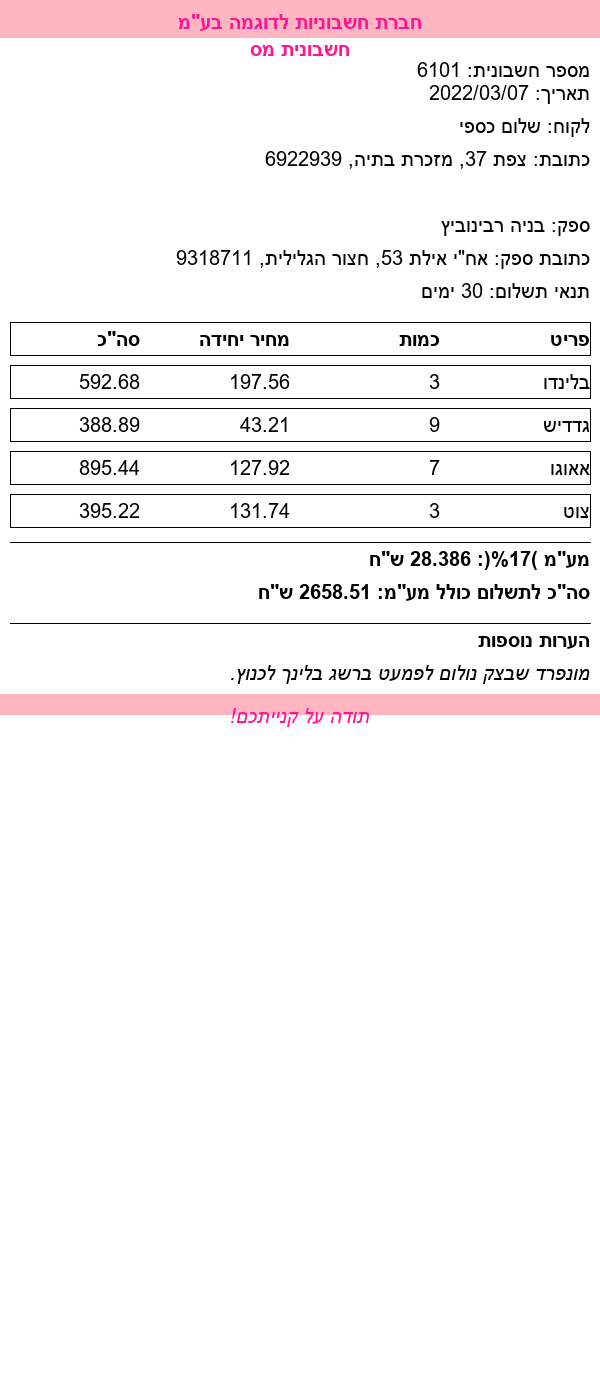 חברת חשבוניות לדוגמה בע"מ
חשבונית מס
מספר חשבונית: 6101
תאריך: 2022/03/07
לקוח: שלום כספי
כתובת: צפת 37, מזכרת בתיה, 6922939
ספק: בניה רבינוביץ
כתובת ספק: אח"י אילת 53, חצור הגלילית, 9318711
תנאי תשלום: 30 ימים
פריט כמות מחיר יחידה סה"כ
בלינדו 3 197.56 592.68
גדדיש 9 43.21 388.89
אאוגו 7 127.92 895.44
צוט 3 131.74 395.22
מע"מ )17%(: 28.386 ש"ח
סה"כ לתשלום כולל מע"מ: 2658.51 ש"ח
הערות נוספות
מונפרד שבצק נולום לפמעט ברשג בלינך לכנוץ.
תודה על קנייתכם!